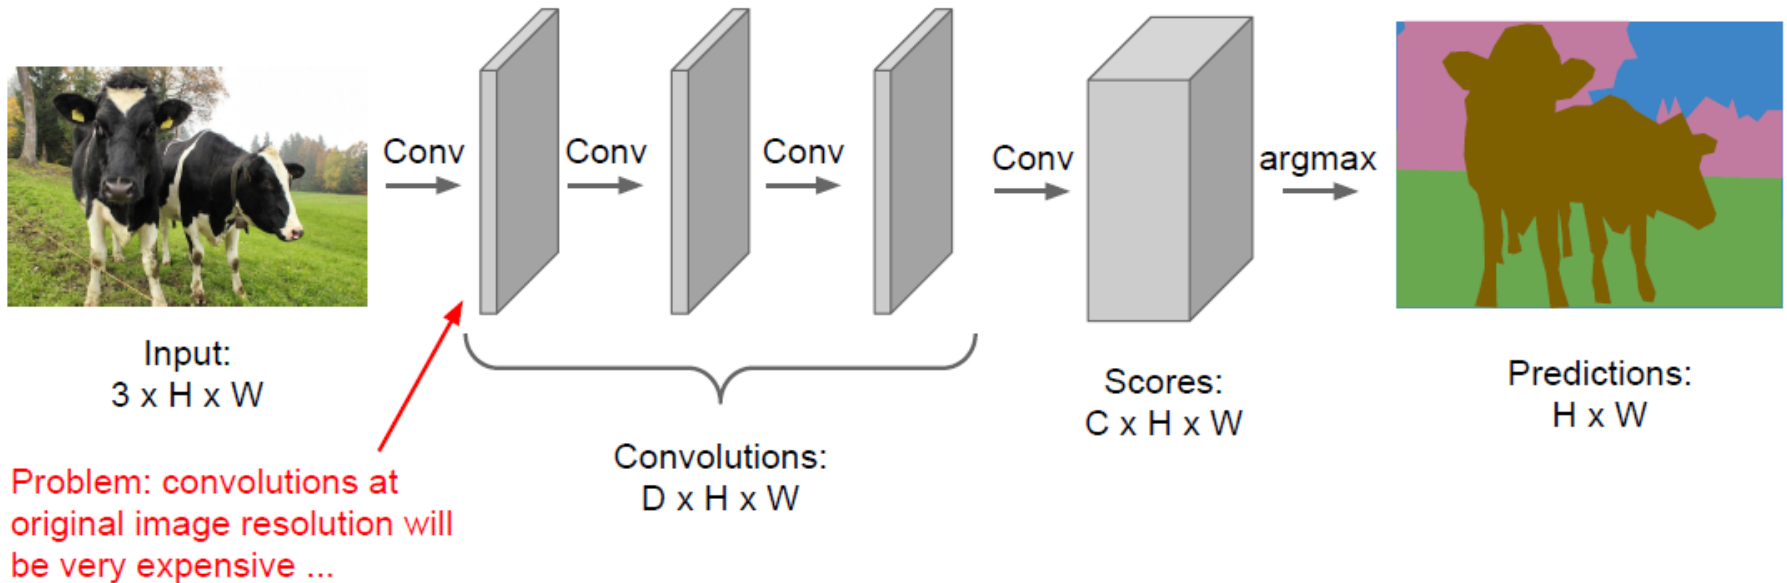 Conv
Conv
Conv
Conv
argmax
Input:
3 x H x W
Convolutions:
D x H x W
Scores:
C x H x W
Predictions:
H x W
Problem: convolutions at
original image resolution will
be very expensive ...